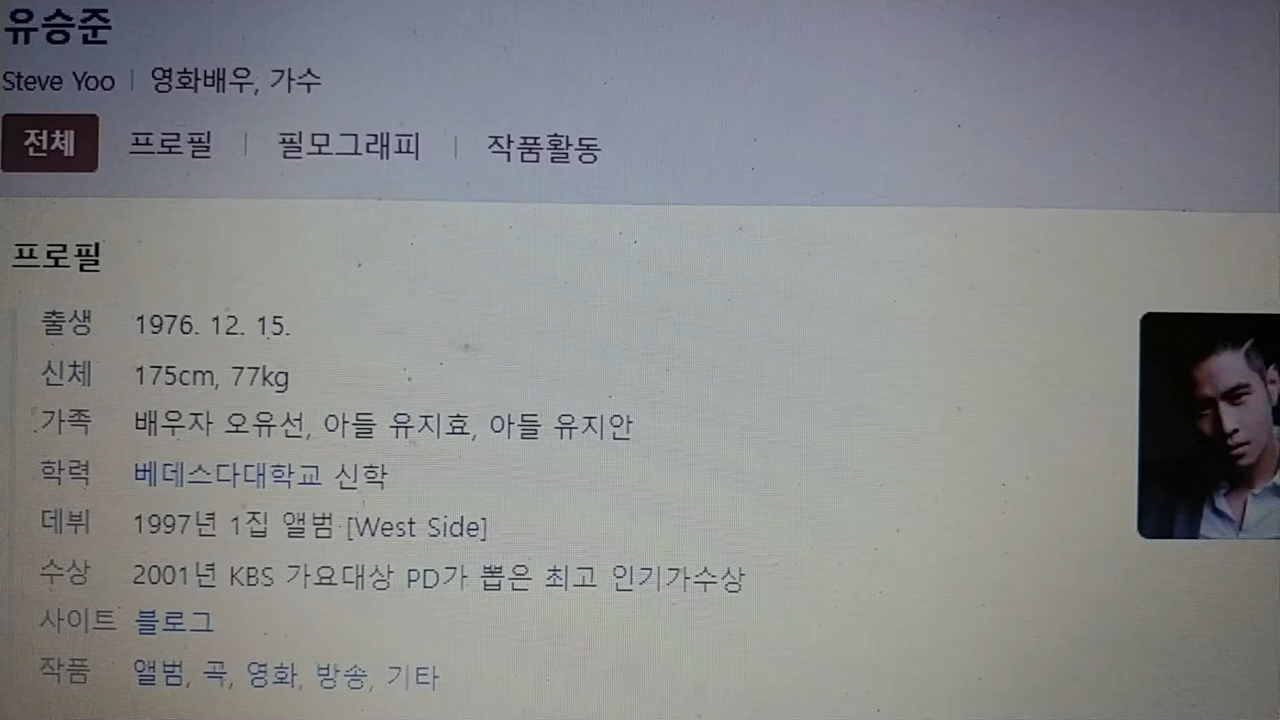 유승준
Steve Yoo | 영화배우, 가수
전체 프로필 | 필모그래피 | 작품활동
프로필
출생 1976. 12. 15.
신체 175cm, 77kg
가족 배우자 오유선, 아들 유지효, 아들 유지안
학력 베데스다대학교 신학
데뷔 1997년 1집 앨범 [West Side]
수상 2001년 KBS 가요대상 PD가 뽑은 최고 인기가수상
사이트 블로그
작품 앨범, 곡, 영화, 방송, 기타